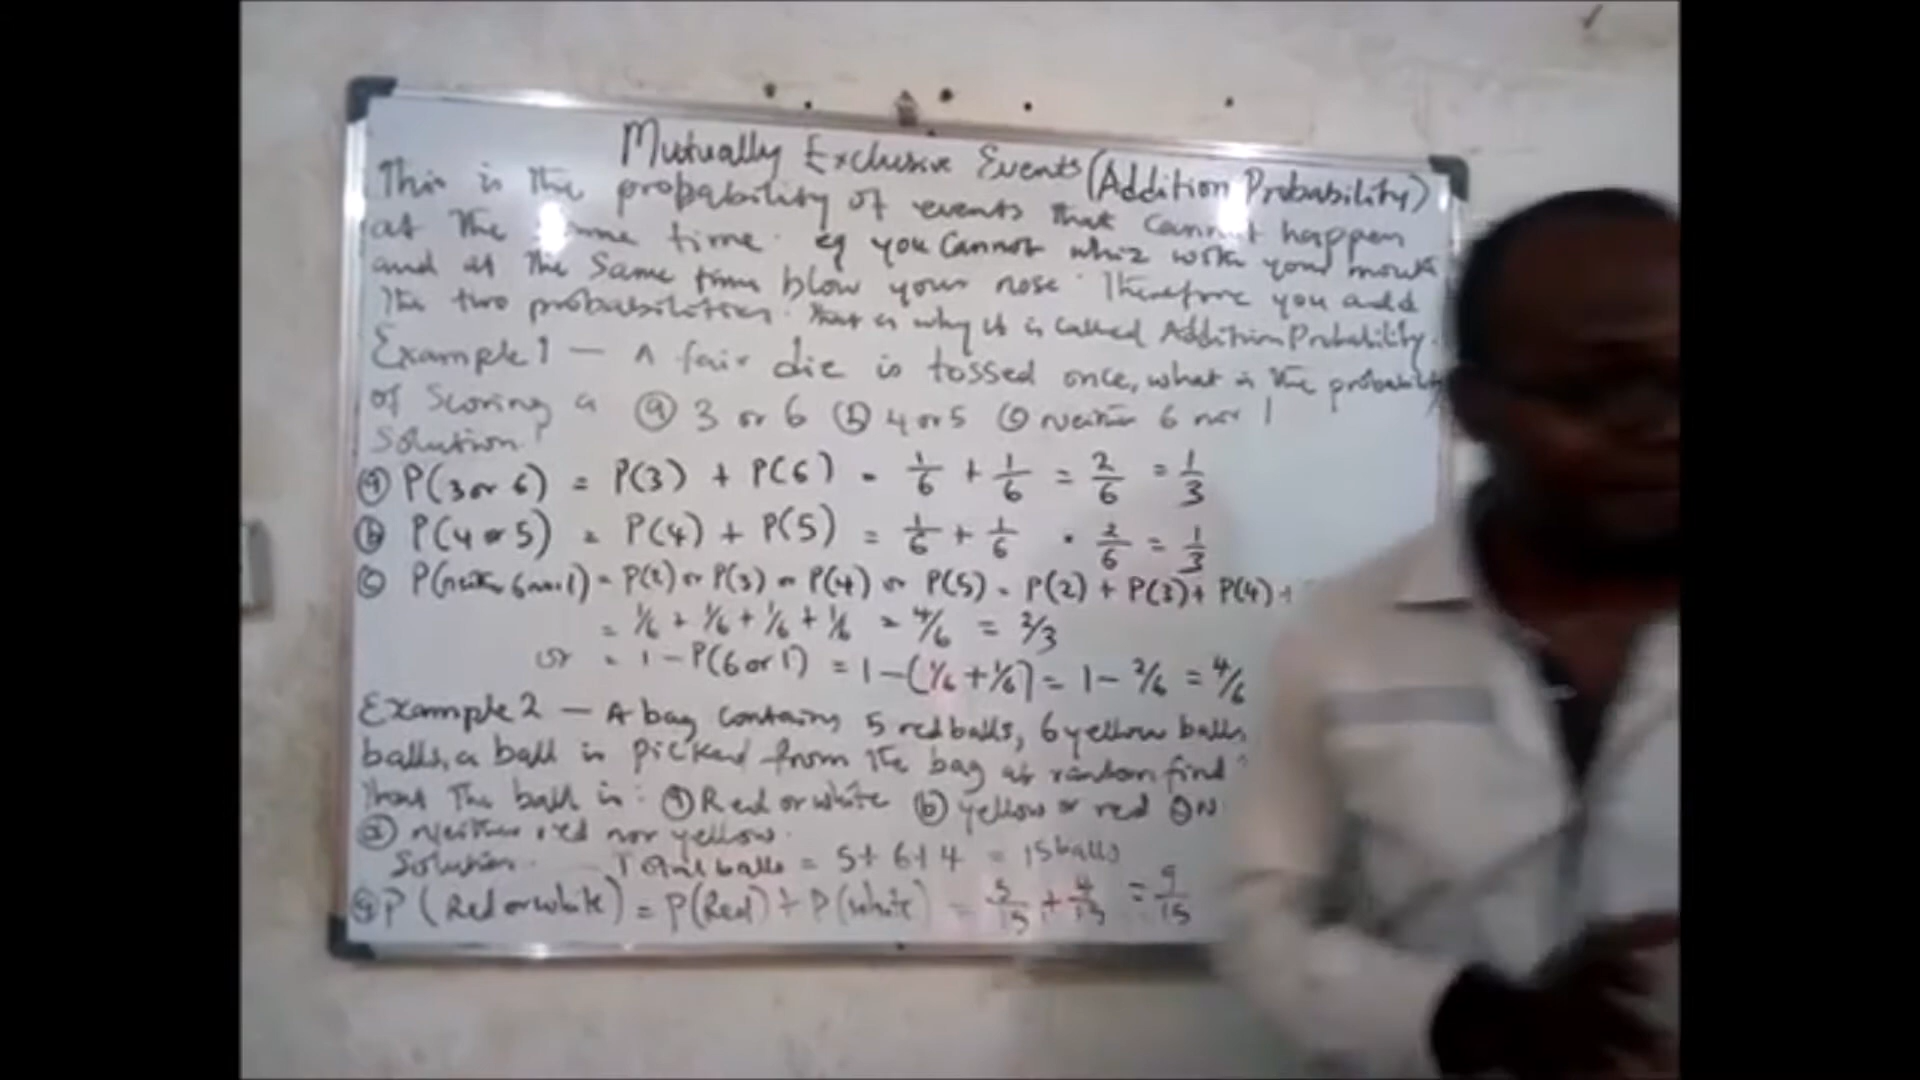 Mutually Exclusive Events (Addition Probability)
This is the probability of events that cannot happen
at the same time. eg you cannot whiz with your mouth
and at the same time blow your nose. Therefore you add
the two probabilities. that is why it is called Addition Probability.
Example 1 — A fair die is tossed once, what is the probability
of scoring a (a) 3 or 6 (b) 4 or 5 (c) neither 6 nor 1
Solution
(a) P(3 or 6) = P(3) + P(6) = 1/6 + 1/6 = 2/6 = 1/3
(b) P(4 or 5) = P(4) + P(5) = 1/6 + 1/6 = 2/6 = 1/3
(c) P(neither 6 nor 1) = P(2) or P(3) or P(4) or P(5) = P(2) + P(3) + P(4) +
= 1/6 + 1/6 + 1/6 + 1/6 = 4/6 = 2/3
or = 1 - P(6 or 1) = 1 - (1/6 + 1/6) = 1 - 2/6 = 4/6
Example 2 — A bag contains 5 red balls, 6 yellow balls,
balls, a ball is picked from the bag at random find
that the ball is: (a) Red or white (b) yellow or red (c) N
(d) Neither red nor yellow.
Solution. Total balls = 5 + 6 + 4 = 15 balls
(a) P(Red or white) = P(Red) + P(white) = 5/15 + 4/15 = 9/15